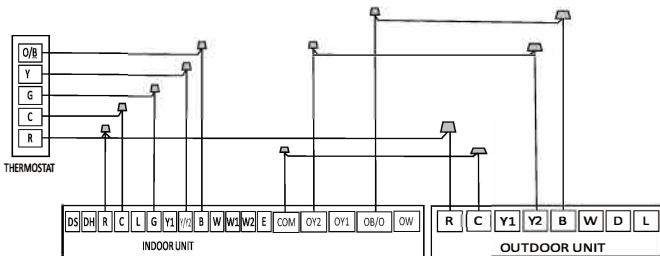 O/B
Y
G
C
R
THERMOSTAT
DS DH R C L G Y1 Y/Y2 B W W1 W2 E COM OY2 OY1 OB/O OW
INDOOR UNIT
R C Y1 Y2 B W D L
OUTDOOR UNIT